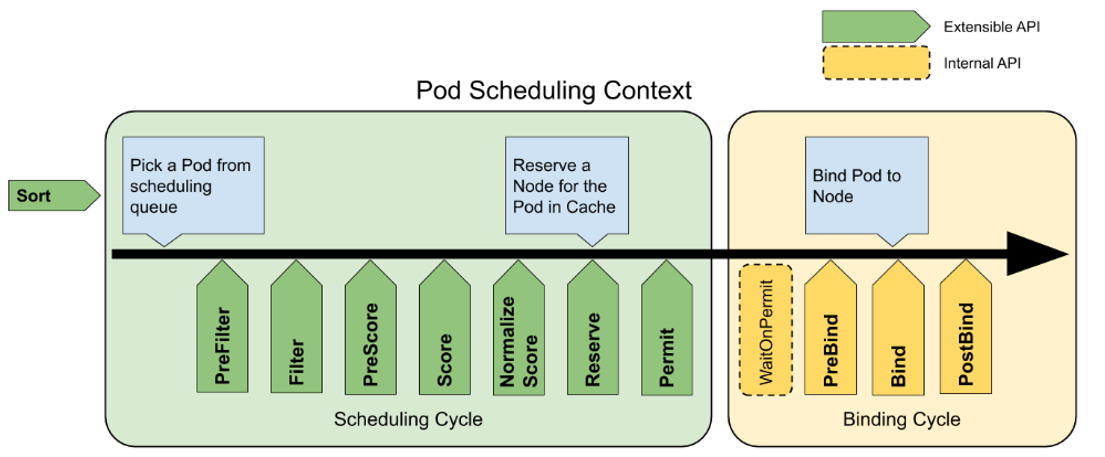 Extensible API
Internal API
Pod Scheduling Context
Pick a Pod from
scheduling
queue
Reserve a
Node for the
Pod in Cache
Bind Pod to
Node
Sort
PreFilter
Filter
PreScore
Score
Normalize
Score
Reserve
Permit
WaitOnPermit
PreBind
Bind
PostBind
Scheduling Cycle
Binding Cycle